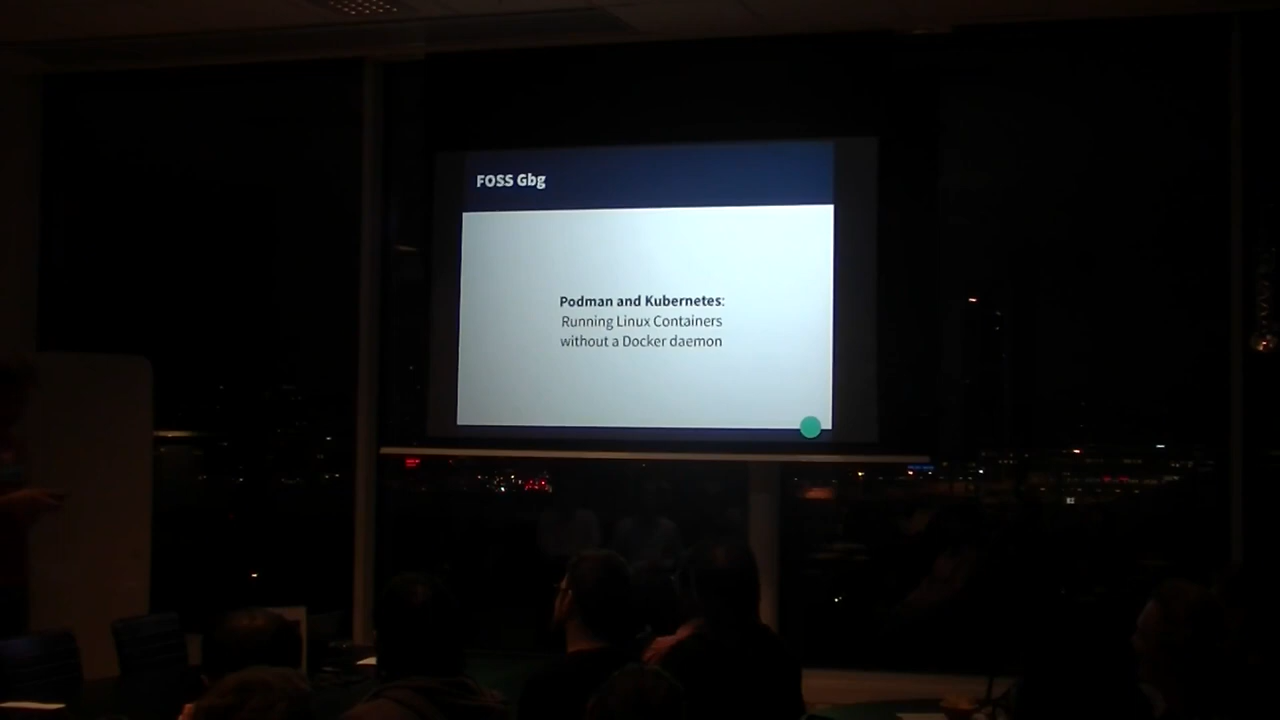 FOSS Gbg
Podman and Kubernetes:
Running Linux Containers
without a Docker daemon